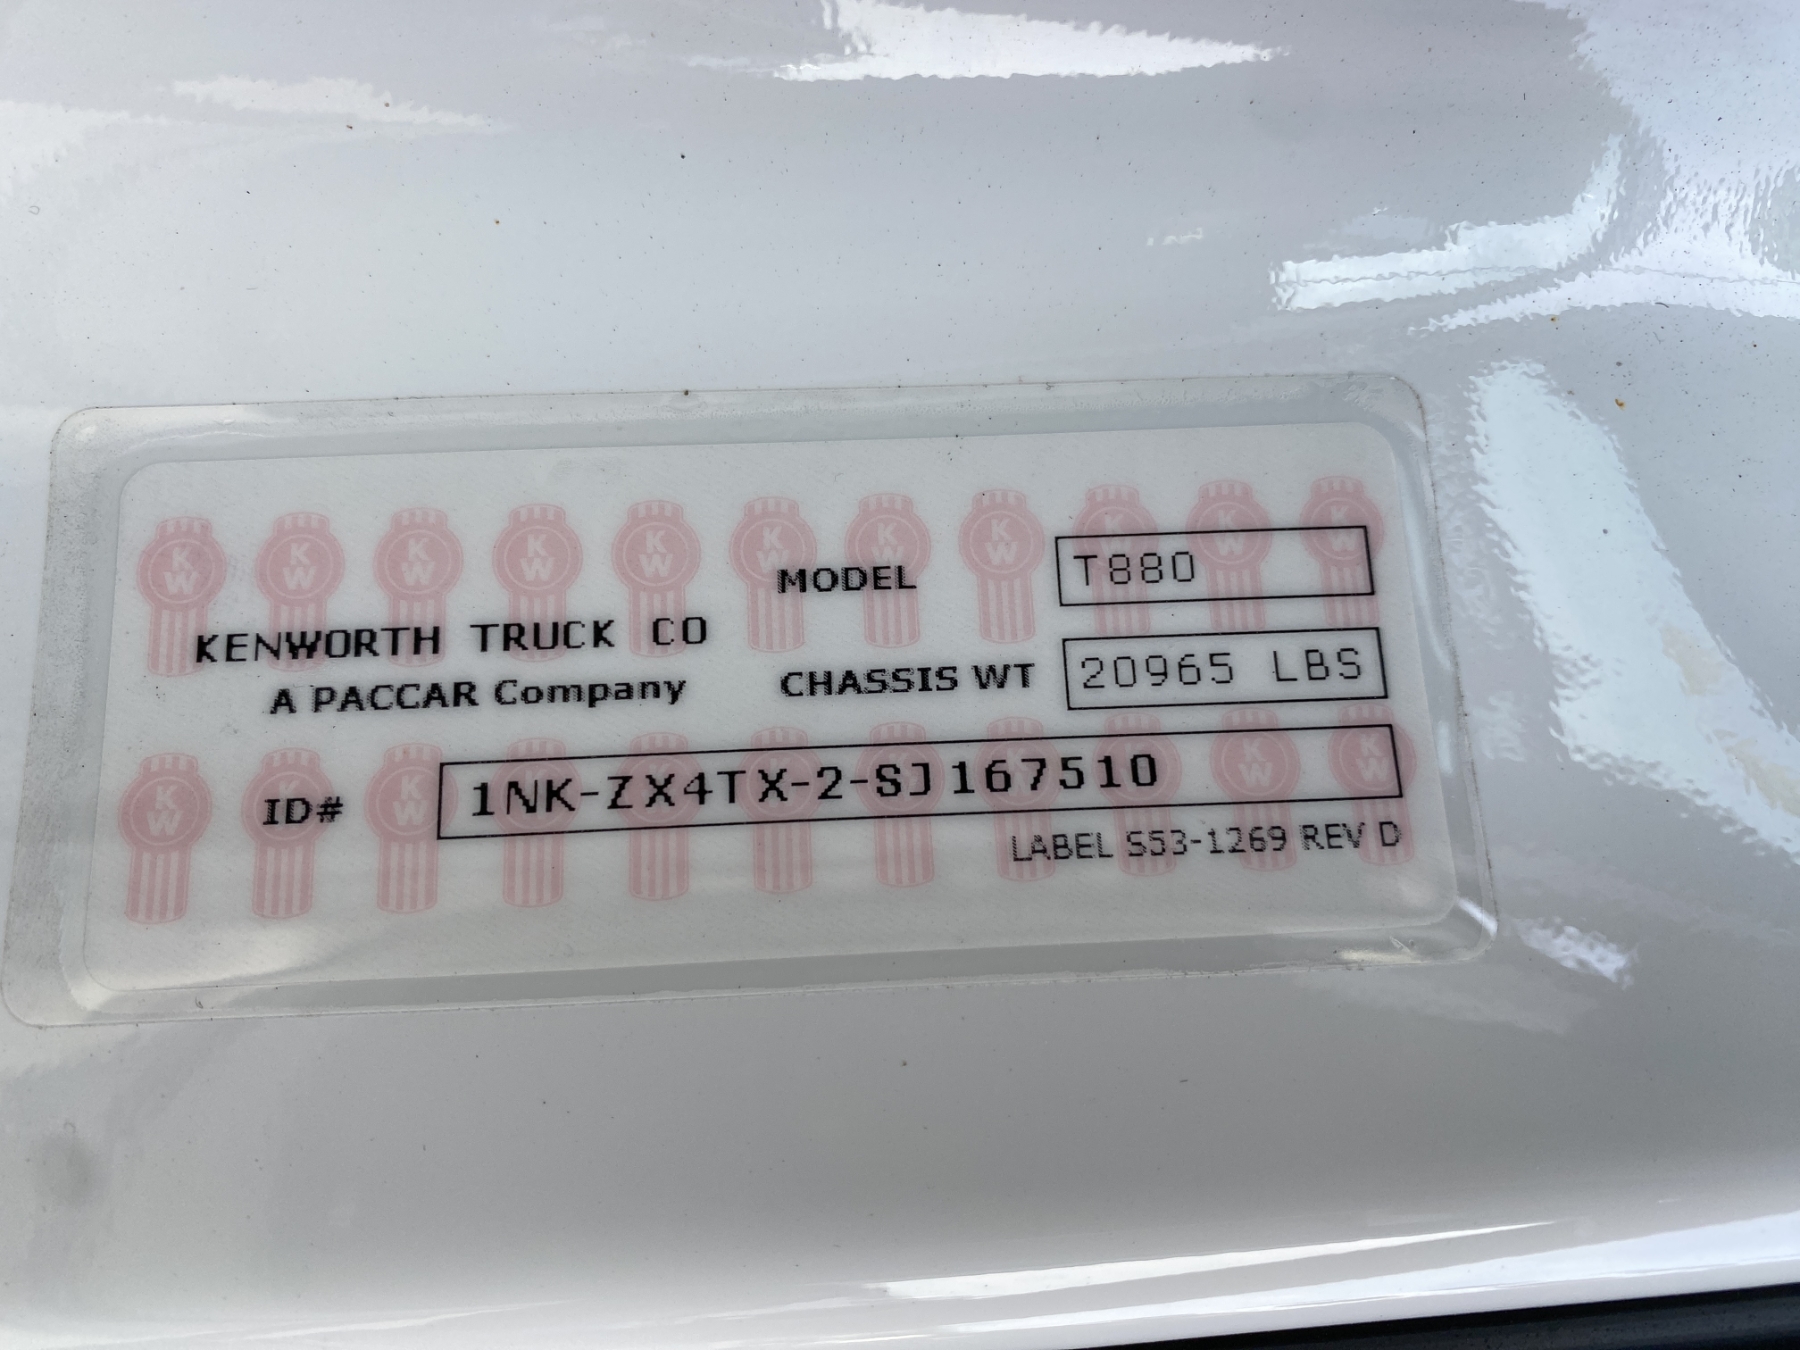 MODEL T880
KENWORTH TRUCK CO
A PACCAR Company
CHASSIS WT 20965 LBS
ID# 1NK-ZX4TX-2-SJ167510
LABEL S53-1269 REV D